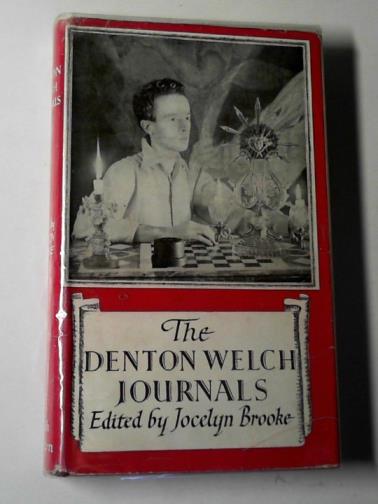 The
DENTON WELCH
JOURNALS
Edited by Jocelyn Brooke